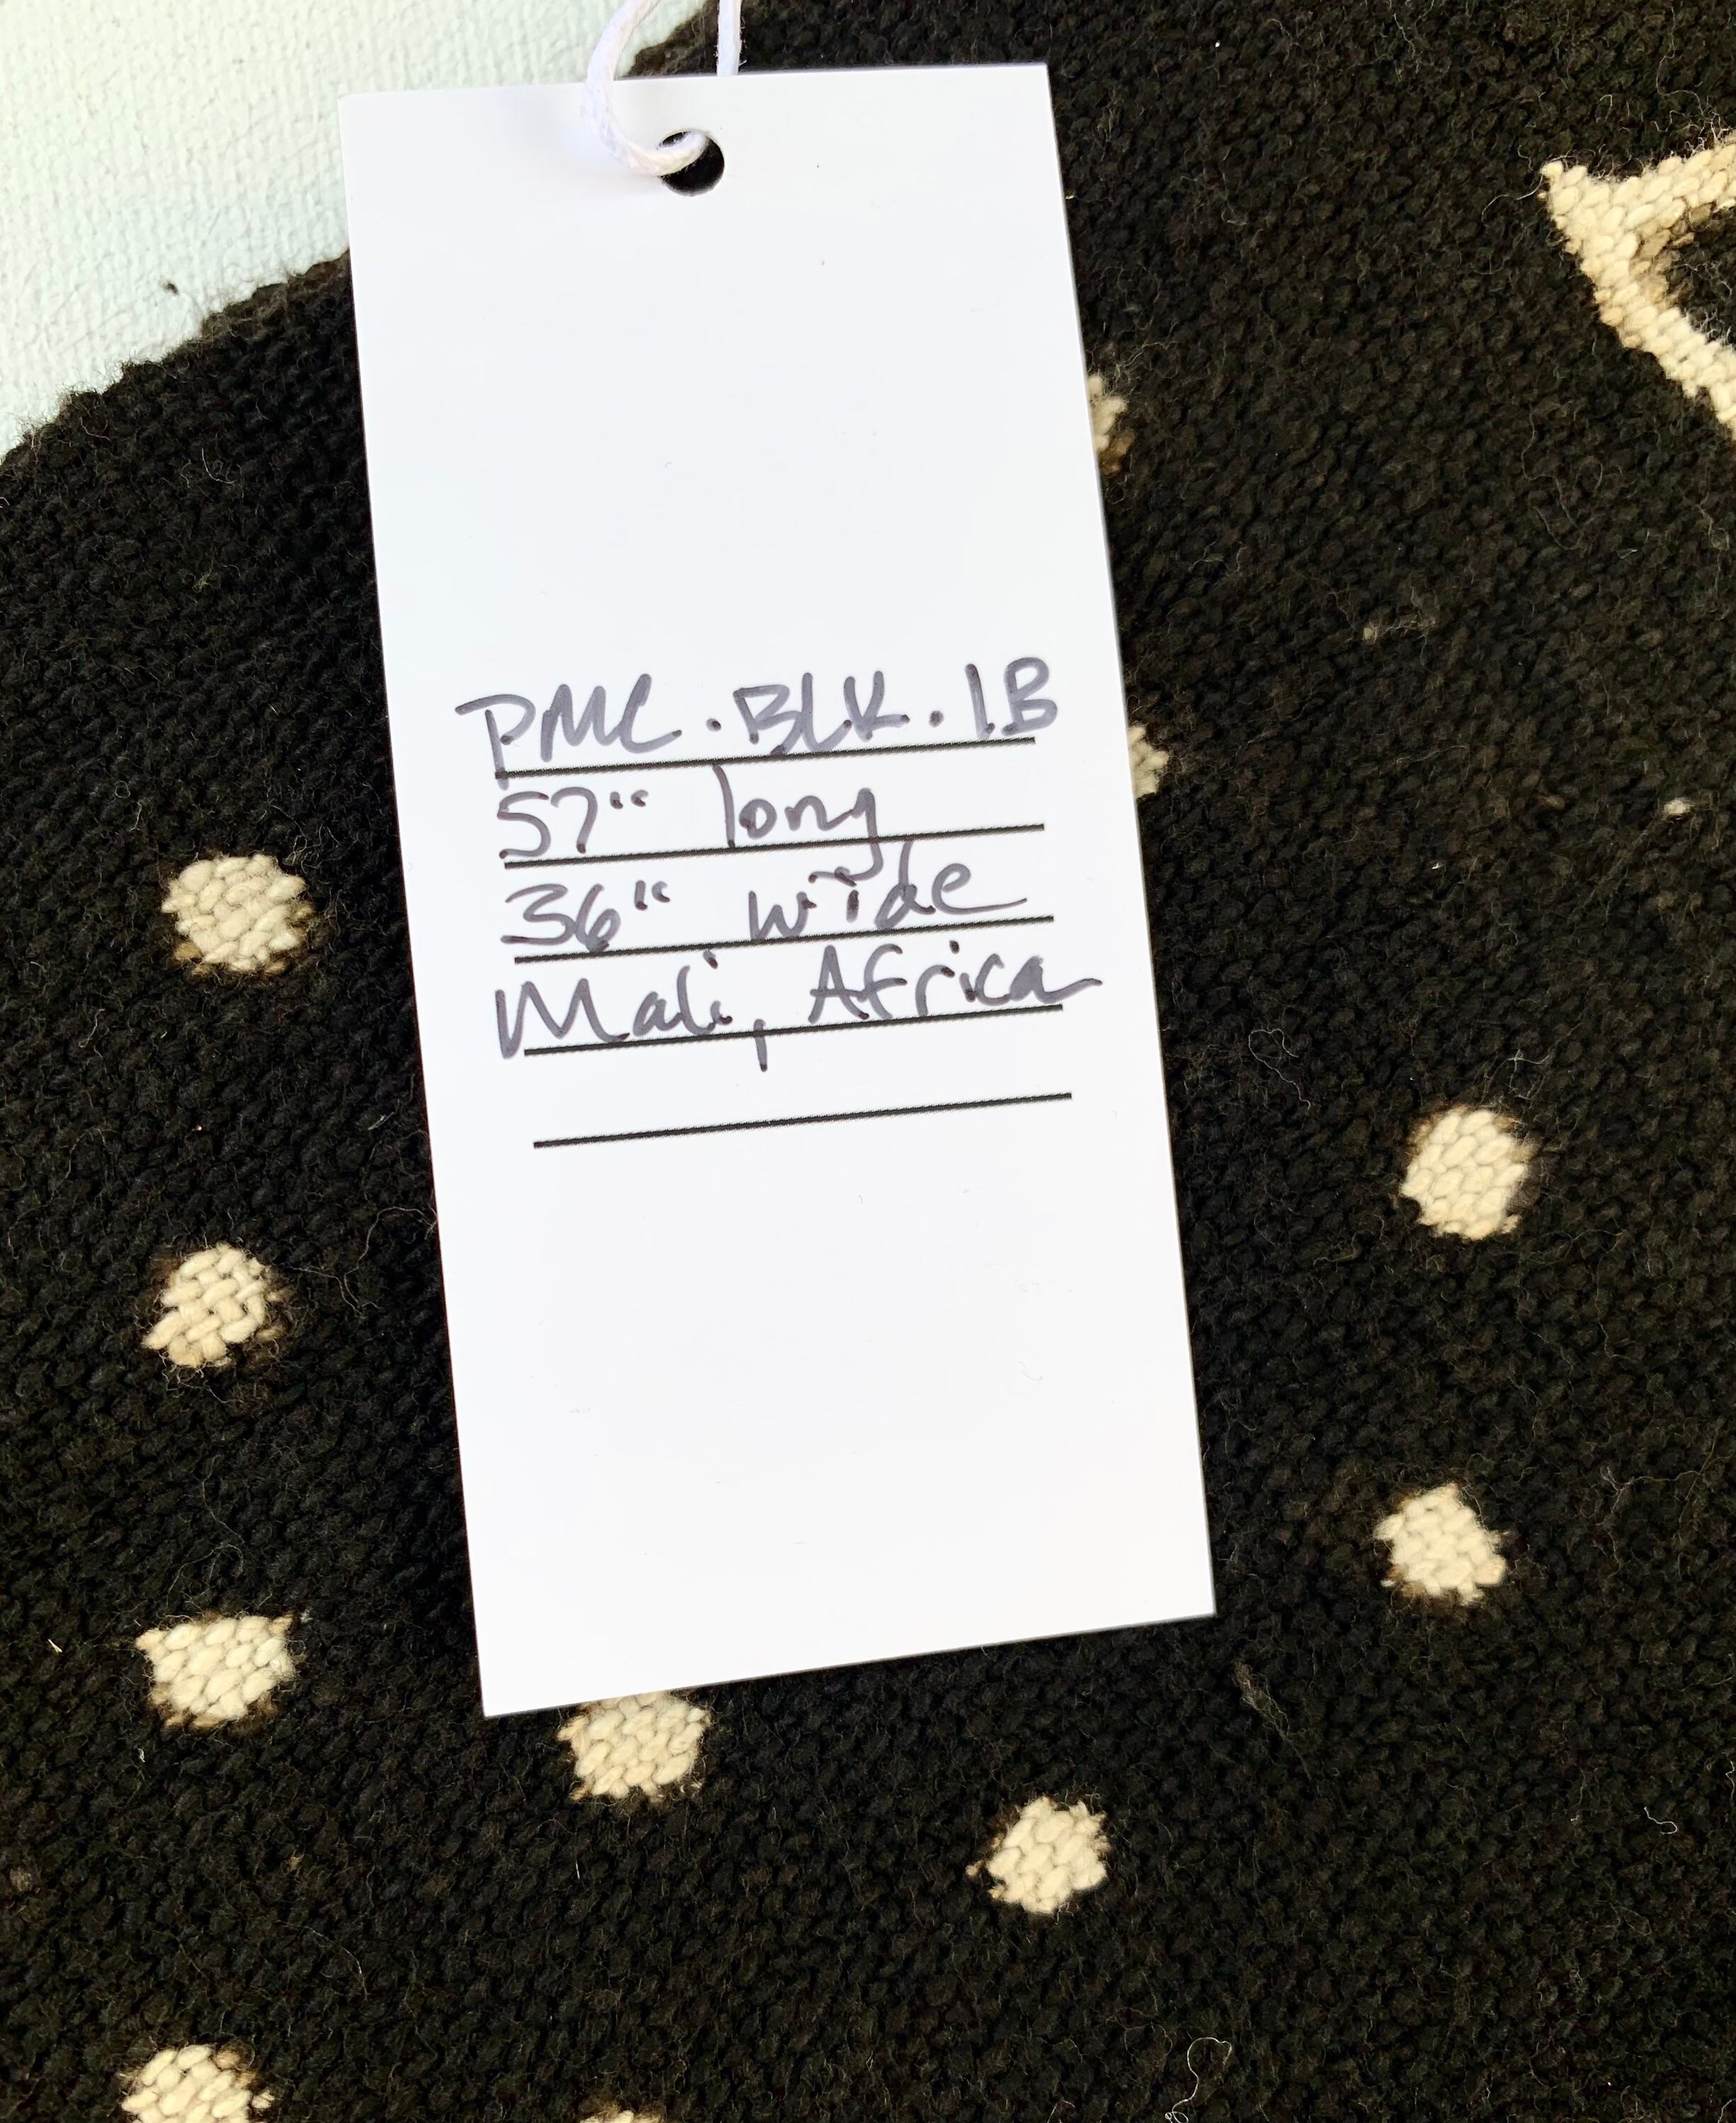 PMC.BLK.1B
57" long
36" wide
Mali, Africa